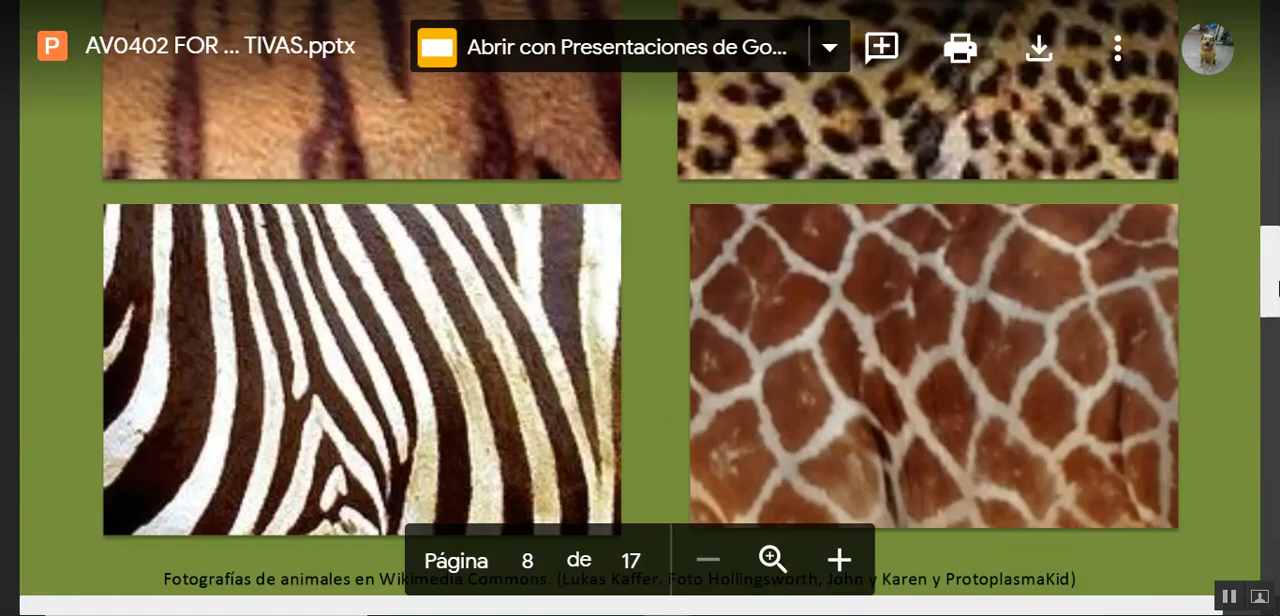 P AV0402 FOR ... TIVAS.pptx Abrir con Presentaciones de Go...
Página 8 de 17
Fotografías de animales en Wikimedia Commons. (Lukas Kaffer. Foto Hollingsworth, John y Karen y ProtoplasmaKid)